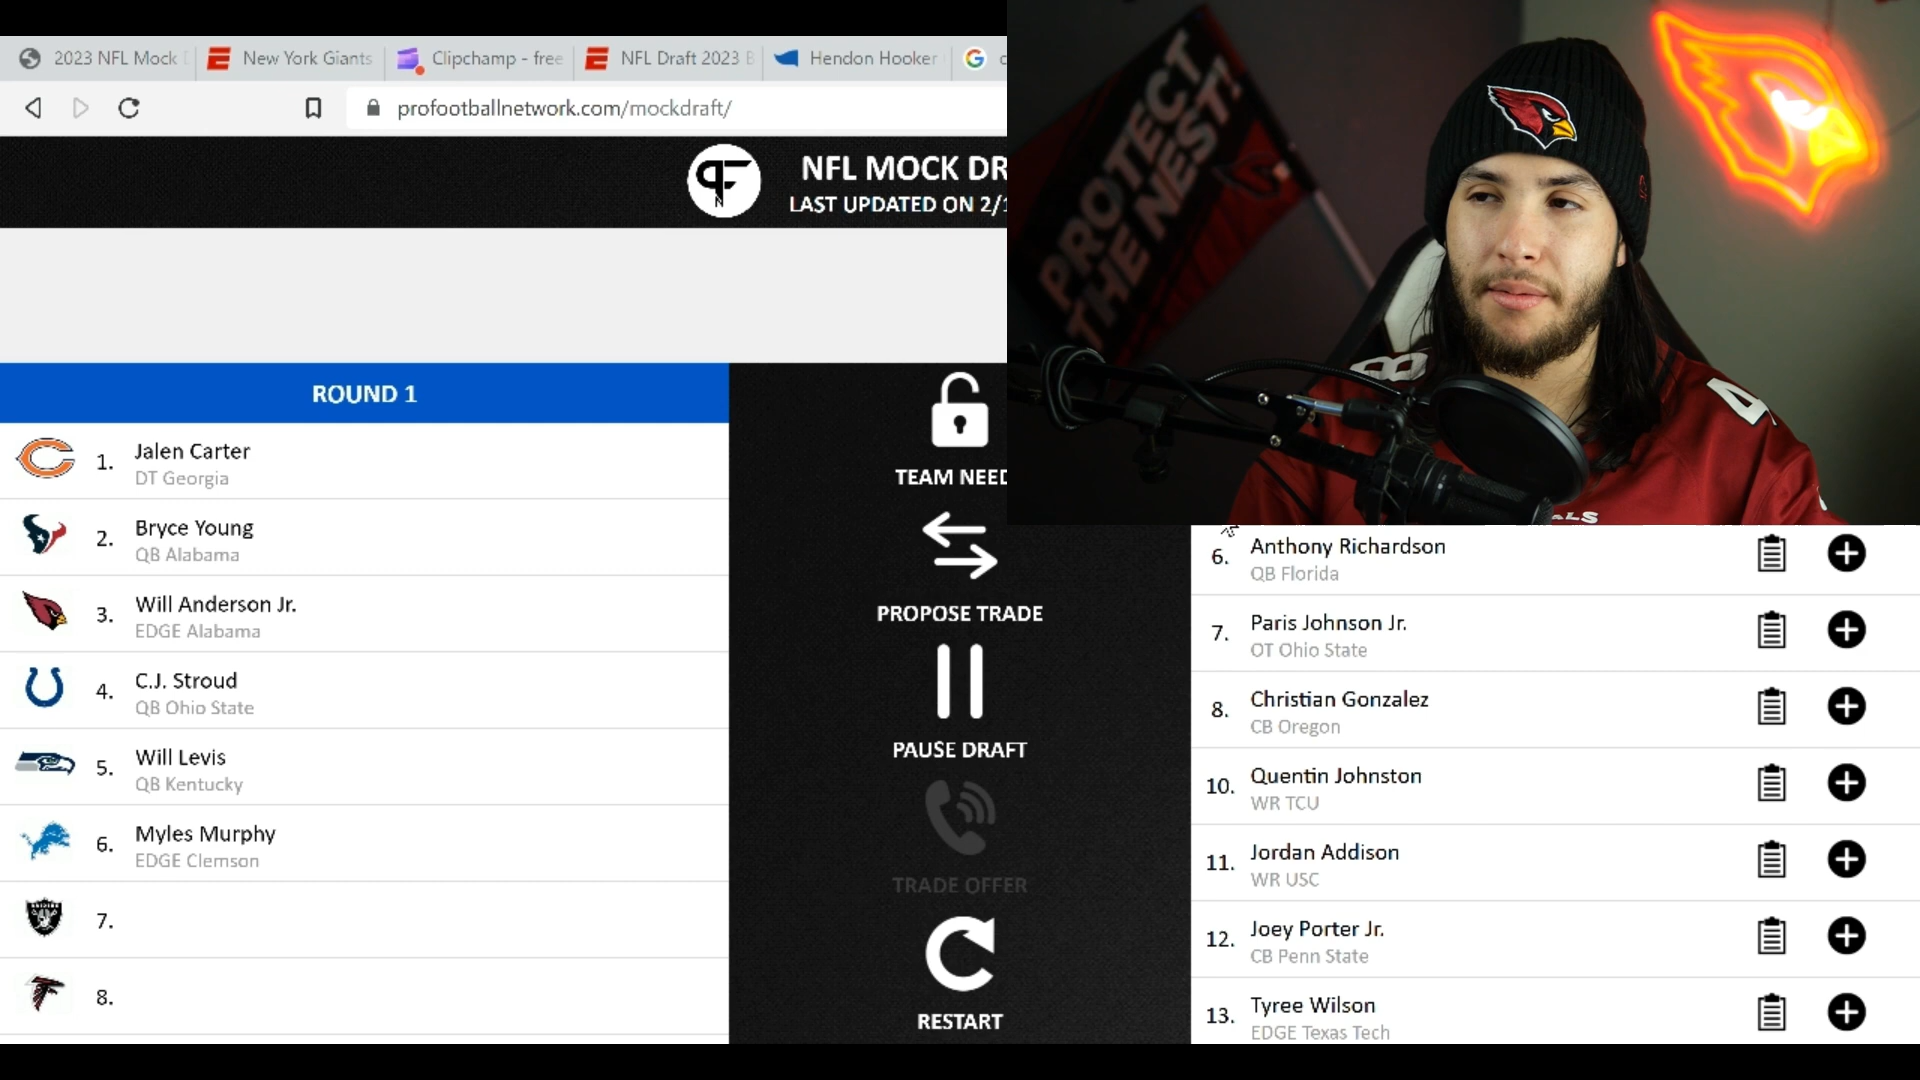 2023 NFL Mock
New York Giants
Clipchamp - free
NFL Draft 2023
Hendon Hooker
profootballnetwork.com/mockdraft/
NFL MOCK DR
LAST UPDATED ON 2/1
PROTECT
THE NEST!
ROUND 1
1. Jalen Carter
DT Georgia
2. Bryce Young
QB Alabama
3. Will Anderson Jr.
EDGE Alabama
4. C.J. Stroud
QB Ohio State
5. Will Levis
QB Kentucky
6. Myles Murphy
EDGE Clemson
7.
8.
TEAM NEED
PROPOSE TRADE
PAUSE DRAFT
TRADE OFFER
RESTART
6. Anthony Richardson
QB Florida
7. Paris Johnson Jr.
OT Ohio State
8. Christian Gonzalez
CB Oregon
10. Quentin Johnston
WR TCU
11. Jordan Addison
WR USC
12. Joey Porter Jr.
CB Penn State
13. Tyree Wilson
EDGE Texas Tech